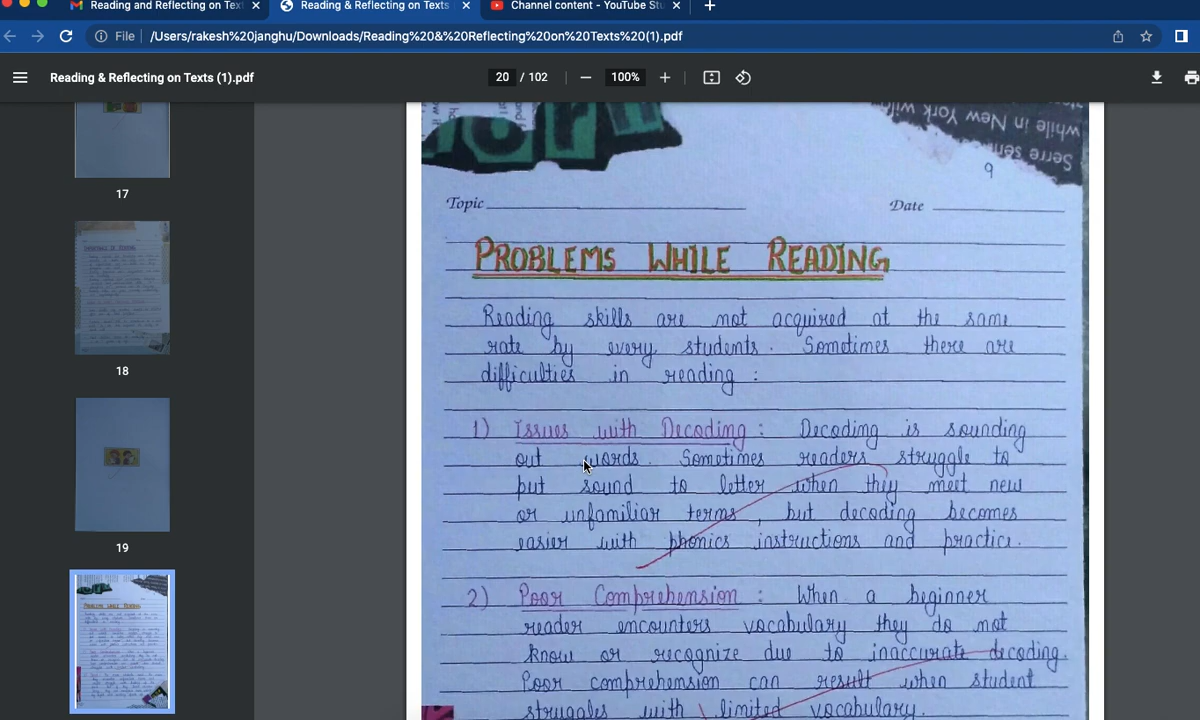 Reading and Reflecting on Tex
Reading & Reflecting on Texts
Channel content - YouTube Stu
File
/Users/rakesh%20janghu/Downloads/Reading%20&%20Reflecting%20on%20Texts%20(1).pdf
Reading & Reflecting on Texts (1).pdf
20 / 102
100%
17
18
19
while in New York wild
Serre sem
9
Topic
Date
PROBLEMS WHILE READING
Reading skills are not acquired at the same
rate by every students. Sometimes there are
difficulties in reading :
1) Issues with Decoding : Decoding is sounding
out words. Sometimes readers struggle to
put sound to letter when they meet new
or unfamiliar terms, but decoding becomes
easier with phonics instructions and practice.
2) Poor Comprehension : When a beginner
reader encounters vocabulary they do not
know or recognize due to inaccurate decoding.
Poor comprehension can result when student
struggles with limited vocabulary.